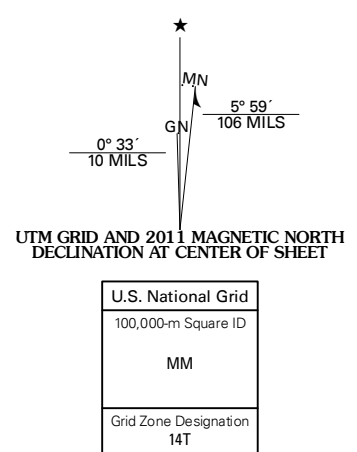 ★
MN
GN
5° 59´
106 MILS
0° 33´
10 MILS
UTM GRID AND 2011 MAGNETIC NORTH
DECLINATION AT CENTER OF SHEET
U.S. National Grid
100,000-m Square ID
MM
Grid Zone Designation
14T